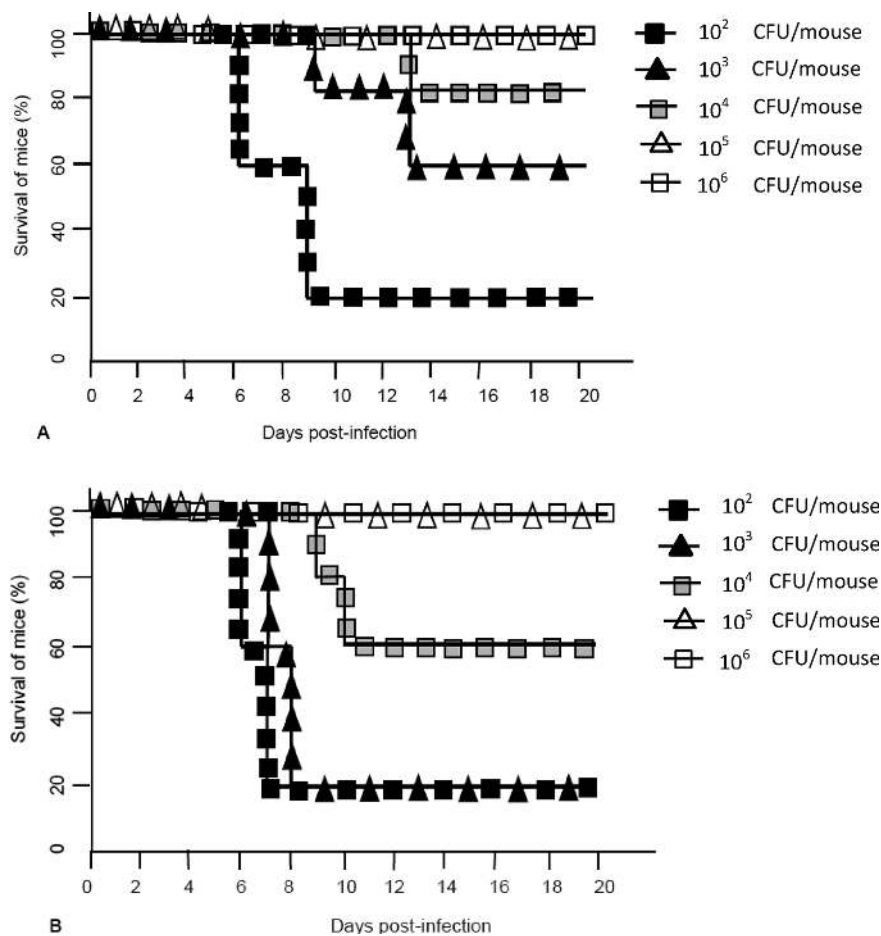 100
80
60
40
20
0
Survival of mice (%)
0 2 4 6 8 10 12 14 16 18 20
A
Days post-infection
10² CFU/mouse
10³ CFU/mouse
10⁴ CFU/mouse
10⁵ CFU/mouse
10⁶ CFU/mouse
100
80
60
40
20
0
Survival of mice (%)
0 2 4 6 8 10 12 14 16 18 20
B
Days post-infection
10² CFU/mouse
10³ CFU/mouse
10⁴ CFU/mouse
10⁵ CFU/mouse
10⁶ CFU/mouse